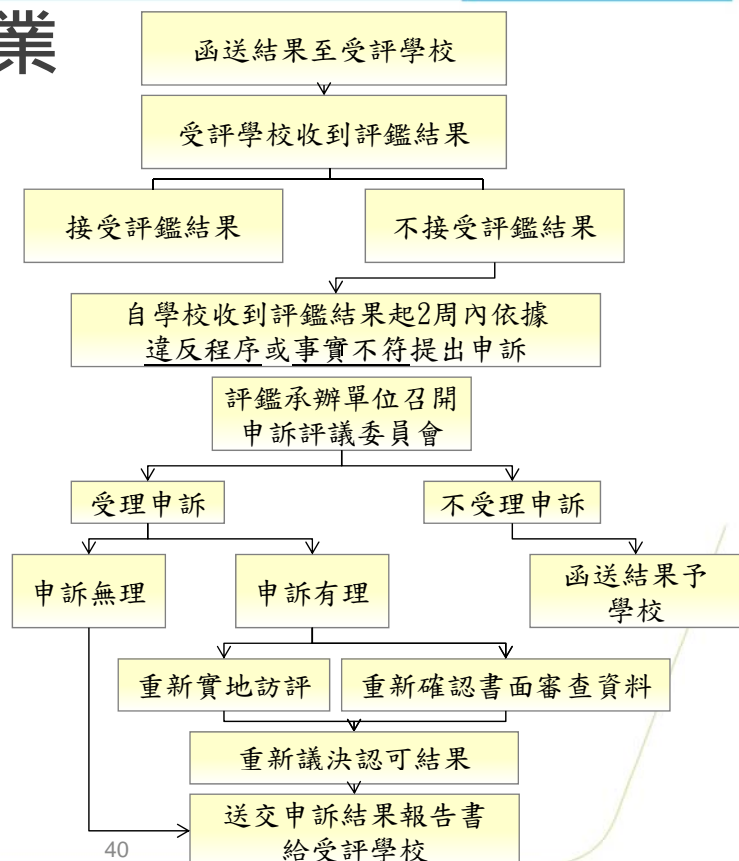 業
函送結果至受評學校
受評學校收到評鑑結果
接受評鑑結果
不接受評鑑結果
自學校收到評鑑結果起2周內依據
違反程序或事實不符提出申訴
評鑑承辦單位召開
申訴評議委員會
受理申訴
不受理申訴
申訴無理
申訴有理
函送結果予
學校
重新實地訪評
重新確認書面審查資料
重新議決認可結果
送交申訴結果報告書
給受評學校
40